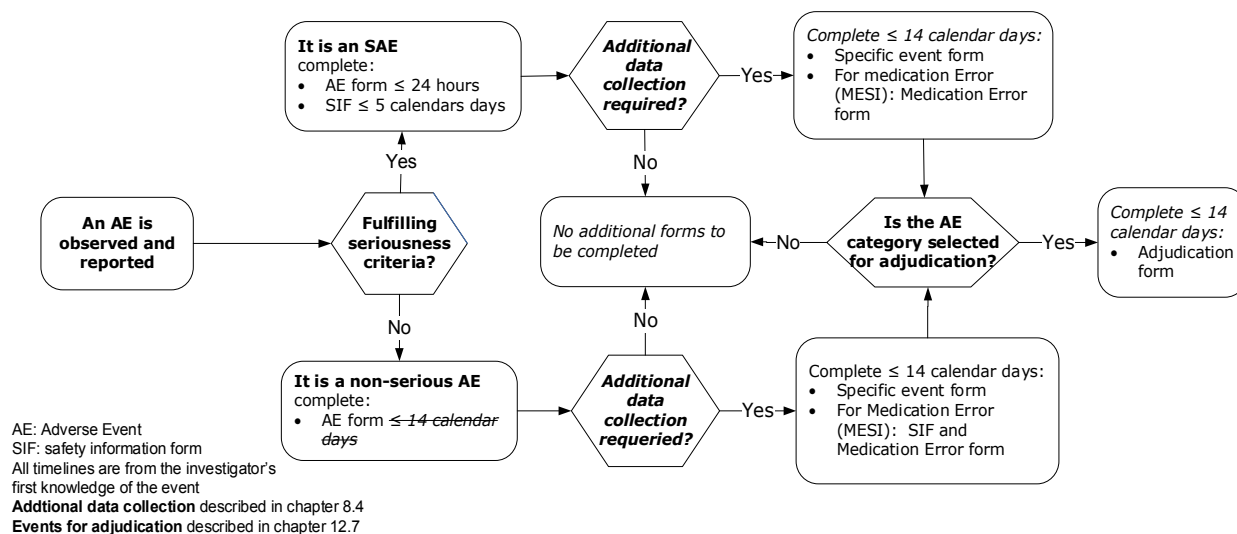 It is an SAE
complete:
• AE form ≤ 24 hours
• SIF ≤ 5 calendars days
Additional
data
collection
required?
Yes
Complete ≤ 14 calendar days:
• Specific event form
• For medication Error
(MESI): Medication Error
form
Yes
No
An AE is
observed and
reported
Fulfilling
seriousness
criteria?
No additional forms to
be completed
No
Is the AE
category selected
for adjudication?
Yes
Complete ≤ 14
calendar days:
• Adjudication
form
No
No
It is a non-serious AE
complete:
• AE form ≤ 14 calendar
days
Additional
data
collection
requeried?
Yes
Complete ≤ 14 calendar days:
• Specific event form
• For Medication Error
(MESI): SIF and
Medication Error form
AE: Adverse Event
SIF: safety information form
All timelines are from the investigator's
first knowledge of the event
Addtional data collection described in chapter 8.4
Events for adjudication described in chapter 12.7